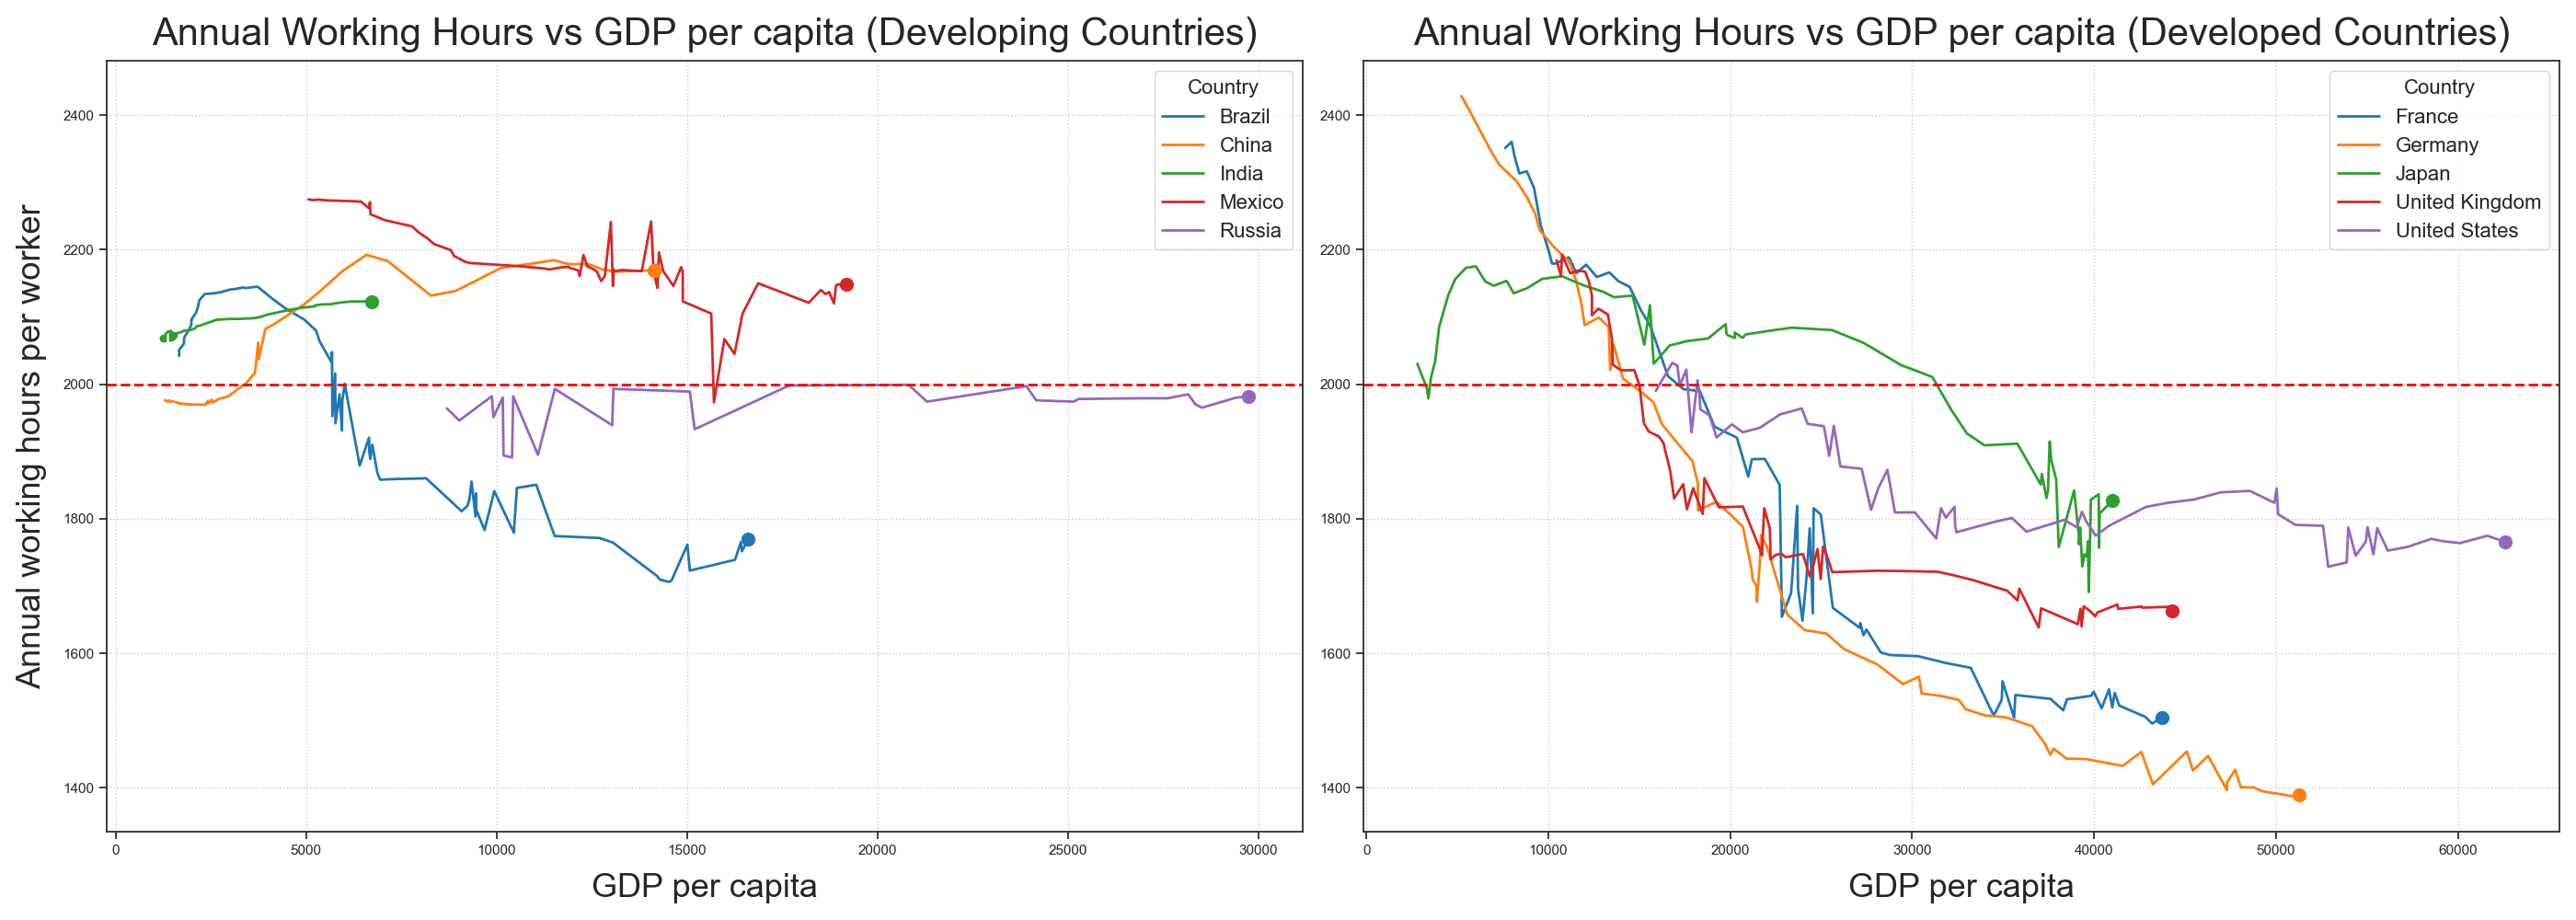 Annual Working Hours vs GDP per capita (Developing Countries)
Annual working hours per worker
2400
2200
2000
1800
1600
1400
0 5000 10000 15000 20000 25000 30000
GDP per capita
Country
Brazil
China
India
Mexico
Russia
Annual Working Hours vs GDP per capita (Developed Countries)
2400
2200
2000
1800
1600
1400
0 10000 20000 30000 40000 50000 60000
GDP per capita
Country
France
Germany
Japan
United Kingdom
United States